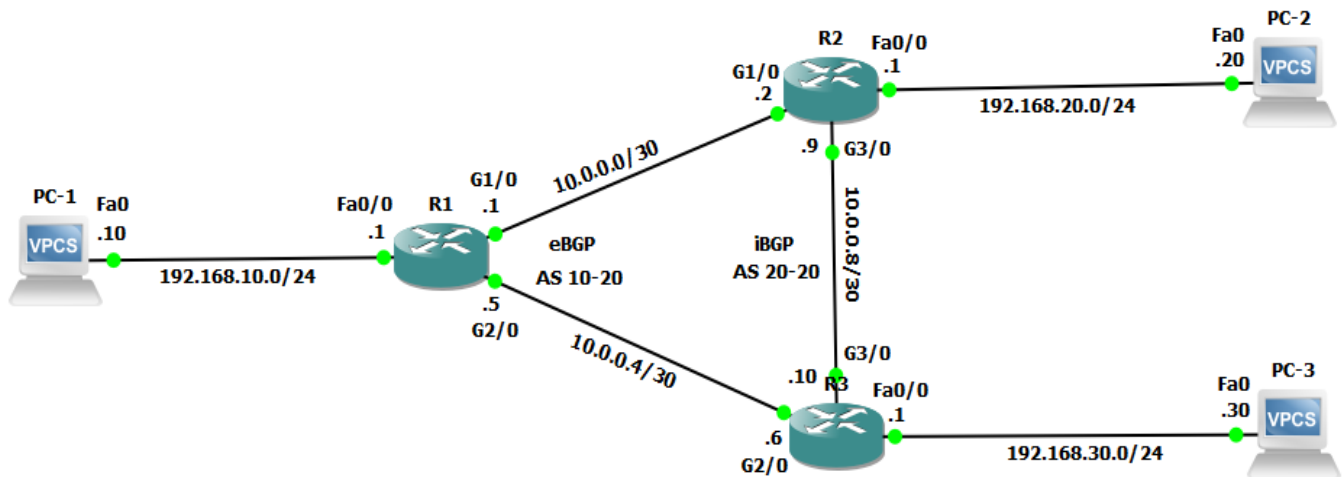 PC-2
R2
Fa0/0
Fa0
.1
.20
G1/0
.2
VPCS
192.168.20.0/24
.9
G3/0
10.0.0.0/30
PC-1
Fa0
.10
VPCS
G1/0
.1
Fa0/0
R1
.1
192.168.10.0/24
eBGP
AS 10-20
iBGP
AS 20-20
10.0.0.8/30
.5
G2/0
10.0.0.4/30
G3/0
.10
R3
Fa0/0
.1
PC-3
Fa0
.30
VPCS
.6
G2/0
192.168.30.0/24